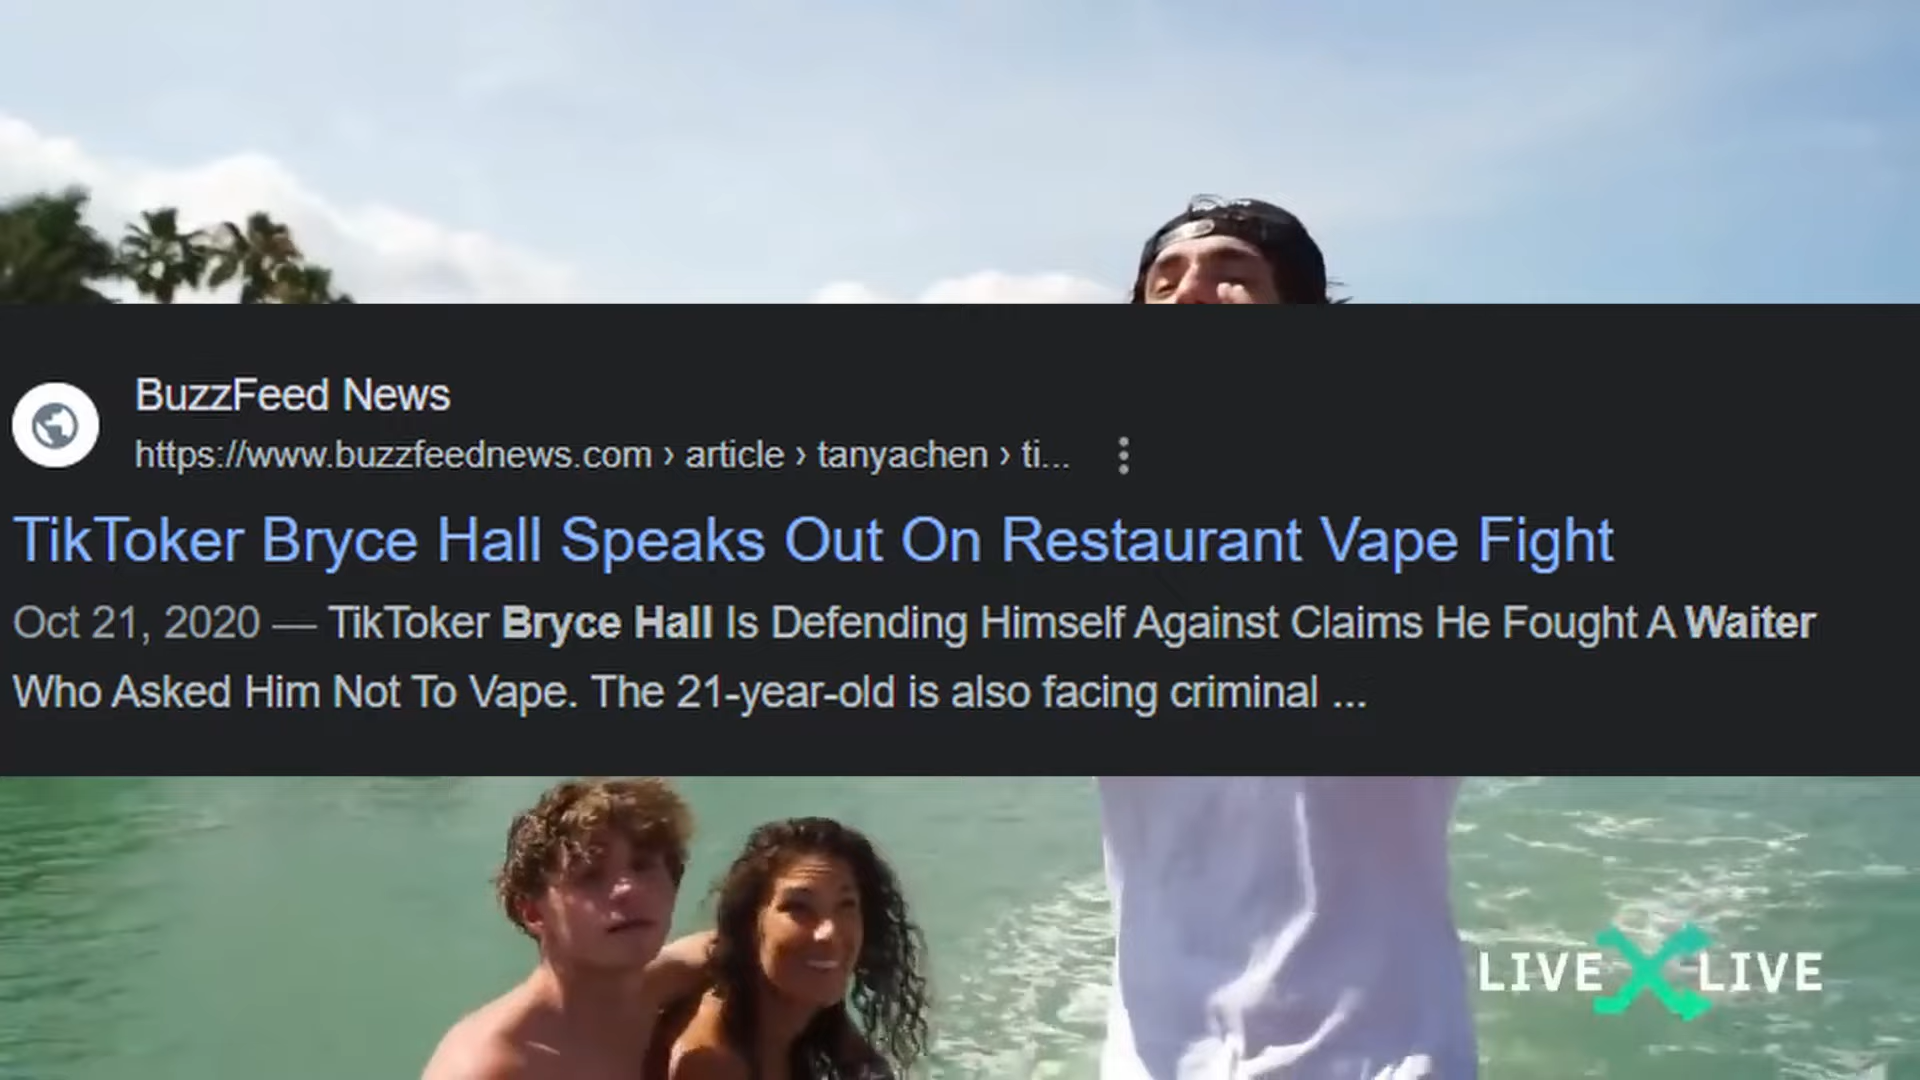 BuzzFeed News
https://www.buzzfeednews.com › article › tanyachen › ti...
TikToker Bryce Hall Speaks Out On Restaurant Vape Fight
Oct 21, 2020 — TikToker Bryce Hall Is Defending Himself Against Claims He Fought A Waiter
Who Asked Him Not To Vape. The 21-year-old is also facing criminal ...
LIVE X LIVE